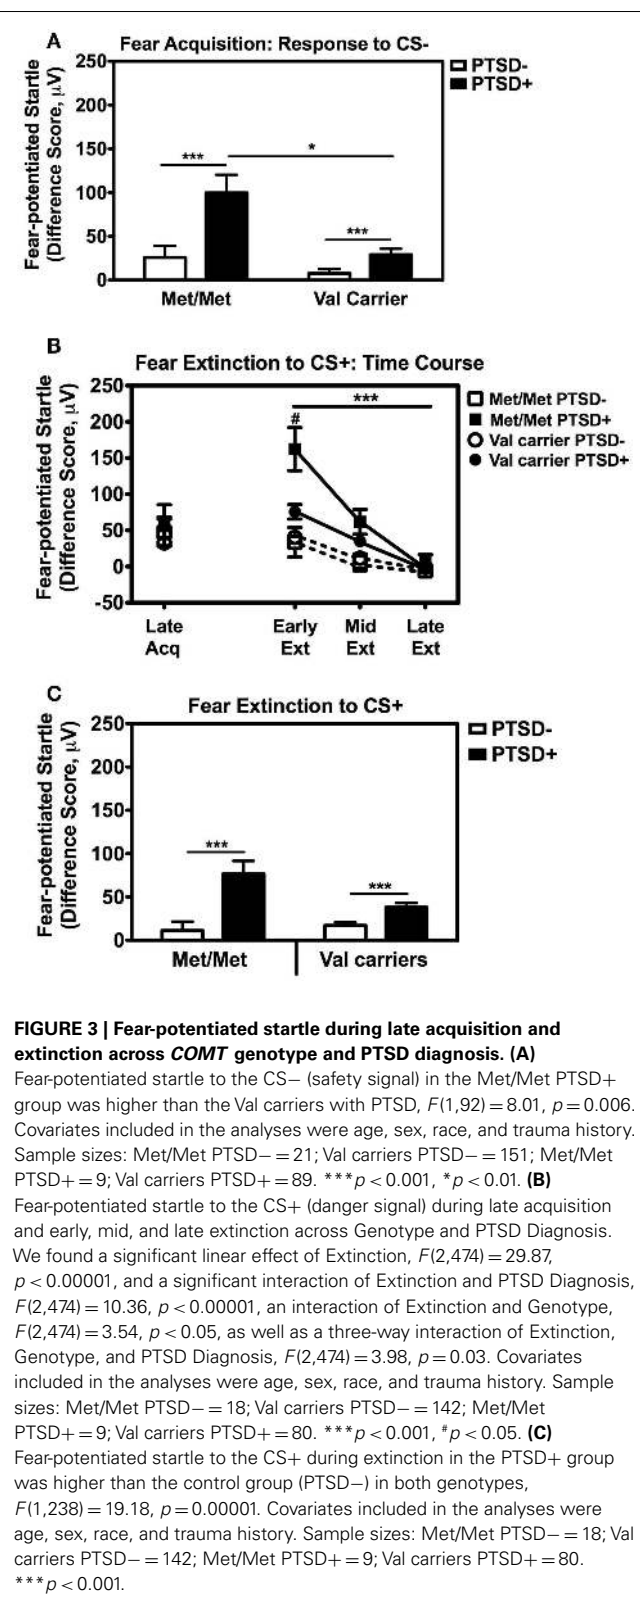 A
Fear Acquisition: Response to CS-
Fear-potentiated Startle
(Difference Score, μV)
250
200
150
100
50
0
PTSD-
PTSD+
***
*
***
Met/Met
Val Carrier
B
Fear Extinction to CS+: Time Course
Fear-potentiated Startle
(Difference Score, μV)
250
200
150
100
50
0
-50
***
#
Met/Met PTSD-
Met/Met PTSD+
Val carrier PTSD-
Val carrier PTSD+
Late
Acq
Early
Ext
Mid
Ext
Late
Ext
C
Fear Extinction to CS+
Fear-potentiated Startle
(Difference Score, μV)
250
200
150
100
50
0
PTSD-
PTSD+
***
***
Met/Met
Val carriers
FIGURE 3 | Fear-potentiated startle during late acquisition and
extinction across COMT genotype and PTSD diagnosis. (A)
Fear-potentiated startle to the CS− (safety signal) in the Met/Met PTSD+
group was higher than the Val carriers with PTSD, F(1,92) = 8.01, p = 0.006.
Covariates included in the analyses were age, sex, race, and trauma history.
Sample sizes: Met/Met PTSD− = 21; Val carriers PTSD− = 151; Met/Met
PTSD+ = 9; Val carriers PTSD+ = 89. ***p < 0.001, *p < 0.01. (B)
Fear-potentiated startle to the CS+ (danger signal) during late acquisition
and early, mid, and late extinction across Genotype and PTSD Diagnosis.
We found a significant linear effect of Extinction, F(2,474) = 29.87,
p < 0.00001, and a significant interaction of Extinction and PTSD Diagnosis,
F(2,474) = 10.36, p < 0.00001, an interaction of Extinction and Genotype,
F(2,474) = 3.54, p < 0.05, as well as a three-way interaction of Extinction,
Genotype, and PTSD Diagnosis, F(2,474) = 3.98, p = 0.03. Covariates
included in the analyses were age, sex, race, and trauma history. Sample
sizes: Met/Met PTSD− = 18; Val carriers PTSD− = 142; Met/Met
PTSD+ = 9; Val carriers PTSD+ = 80. ***p < 0.001, #p < 0.05. (C)
Fear-potentiated startle to the CS+ during extinction in the PTSD+ group
was higher than the control group (PTSD−) in both genotypes,
F(1,238) = 19.18, p = 0.00001. Covariates included in the analyses were
age, sex, race, and trauma history. Sample sizes: Met/Met PTSD− = 18; Val
carriers PTSD− = 142; Met/Met PTSD+ = 9; Val carriers PTSD+ = 80.
***p < 0.001.